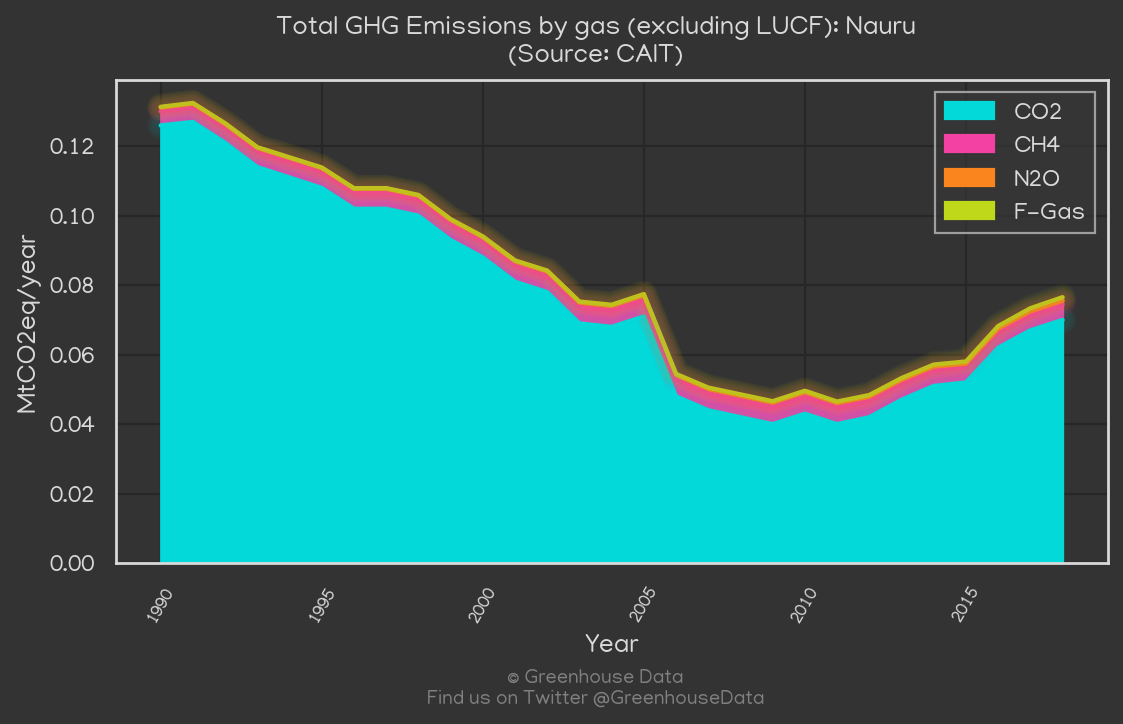 Total GHG Emissions by gas (excluding LUCF): Nauru
(Source: CAIT)
CO2
CH4
N2O
F-Gas
MtCO2eq/year
0.12
0.10
0.08
0.06
0.04
0.02
0.00
1990
1995
2000
2005
2010
2015
Year
© Greenhouse Data
Find us on Twitter @GreenhouseData